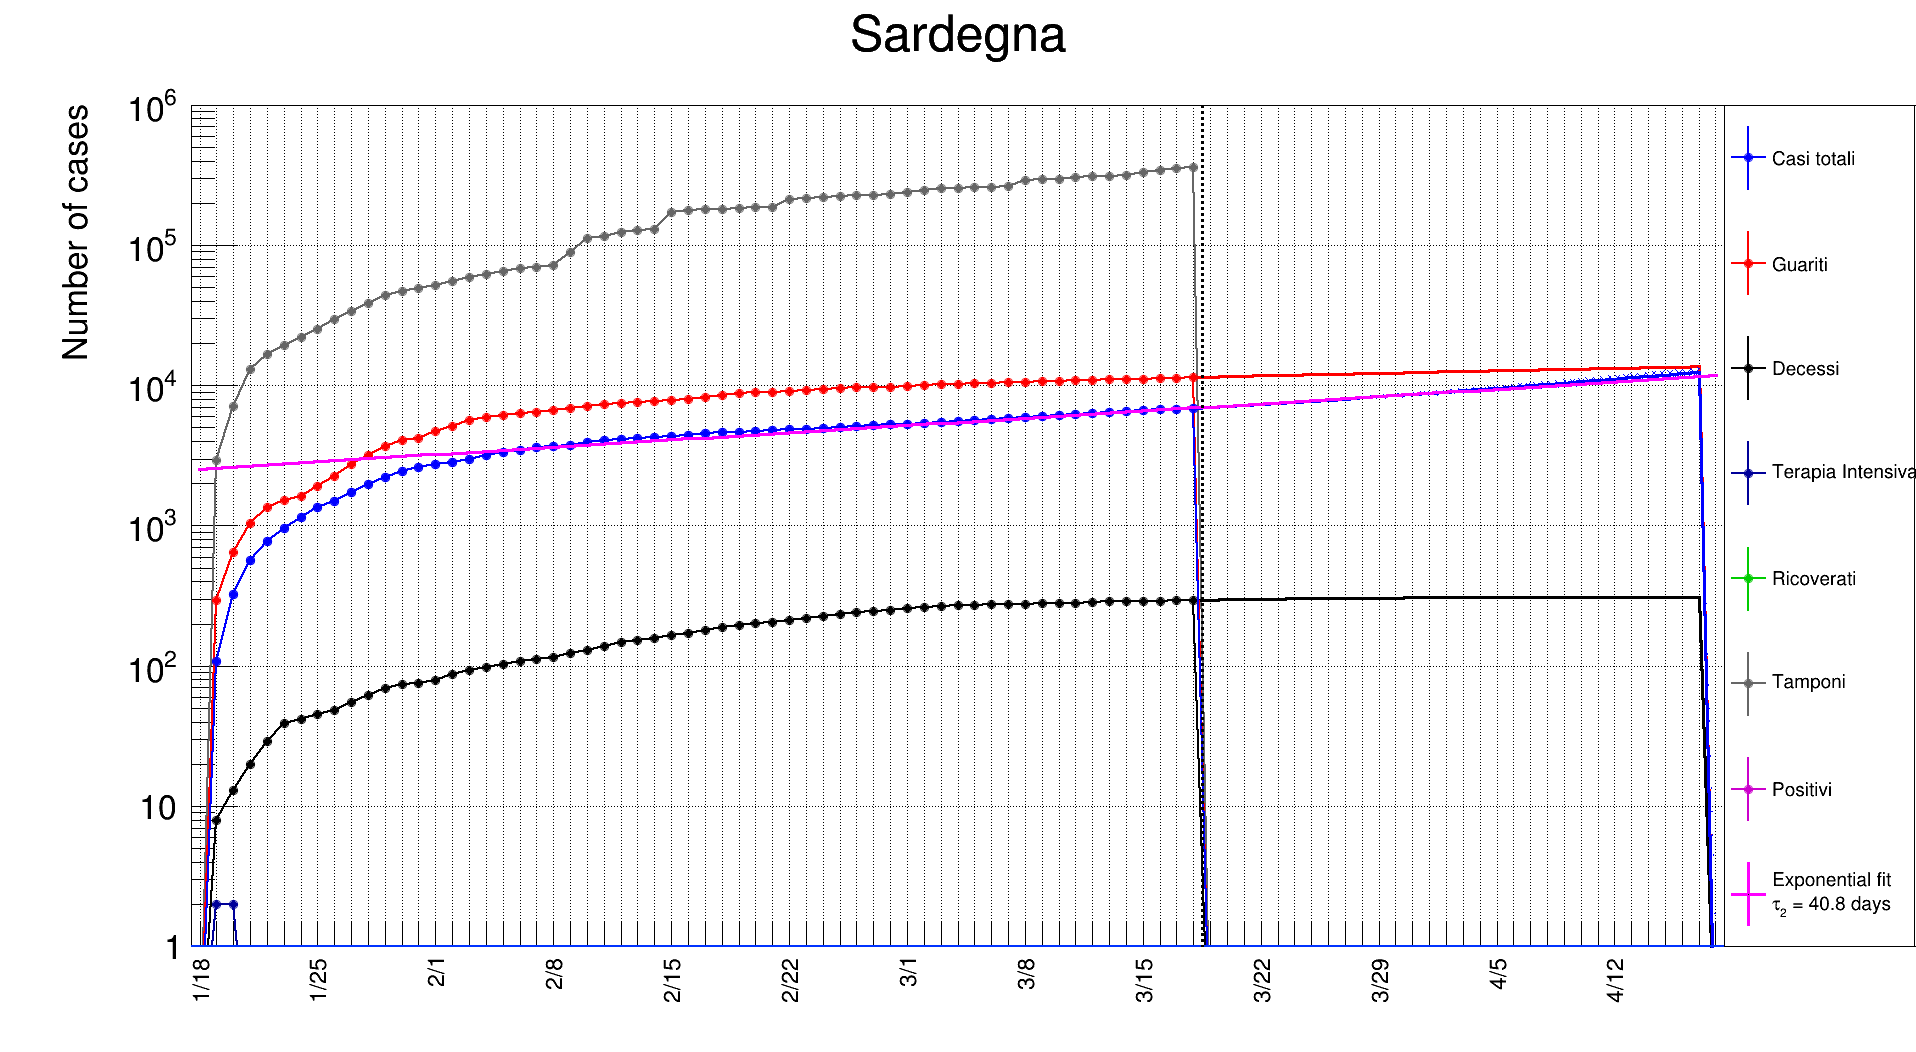 Sardegna
Number of cases
10^6
10^5
10^4
10^3
10^2
10
1
1/18
1/25
2/1
2/8
2/15
2/22
3/1
3/8
3/15
3/22
3/29
4/5
4/12
Casi totali
Guariti
Decessi
Terapia Intensiva
Ricoverati
Tamponi
Positivi
Exponential fit
τ₂ = 40.8 days